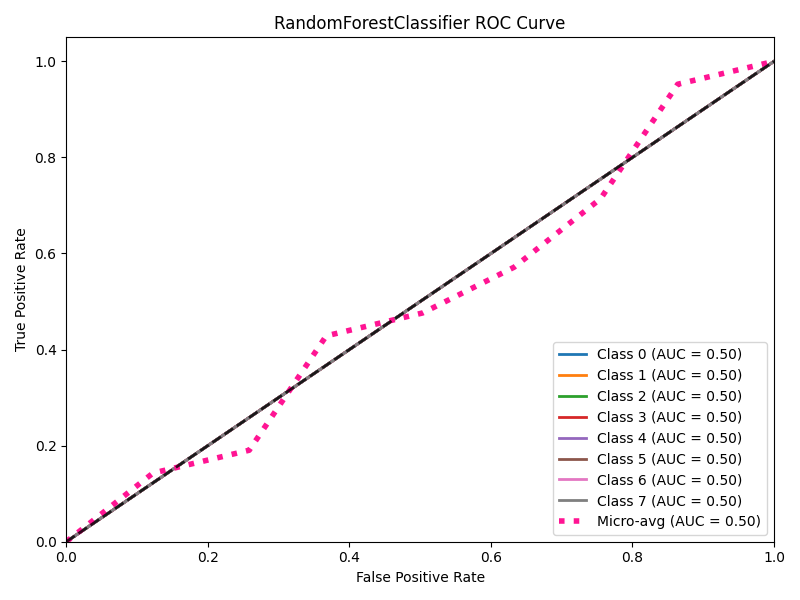 RandomForestClassifier ROC Curve
True Positive Rate
1.0
0.8
0.6
0.4
0.2
0.0
0.0 0.2 0.4 0.6 0.8 1.0
False Positive Rate
Class 0 (AUC = 0.50)
Class 1 (AUC = 0.50)
Class 2 (AUC = 0.50)
Class 3 (AUC = 0.50)
Class 4 (AUC = 0.50)
Class 5 (AUC = 0.50)
Class 6 (AUC = 0.50)
Class 7 (AUC = 0.50)
Micro-avg (AUC = 0.50)